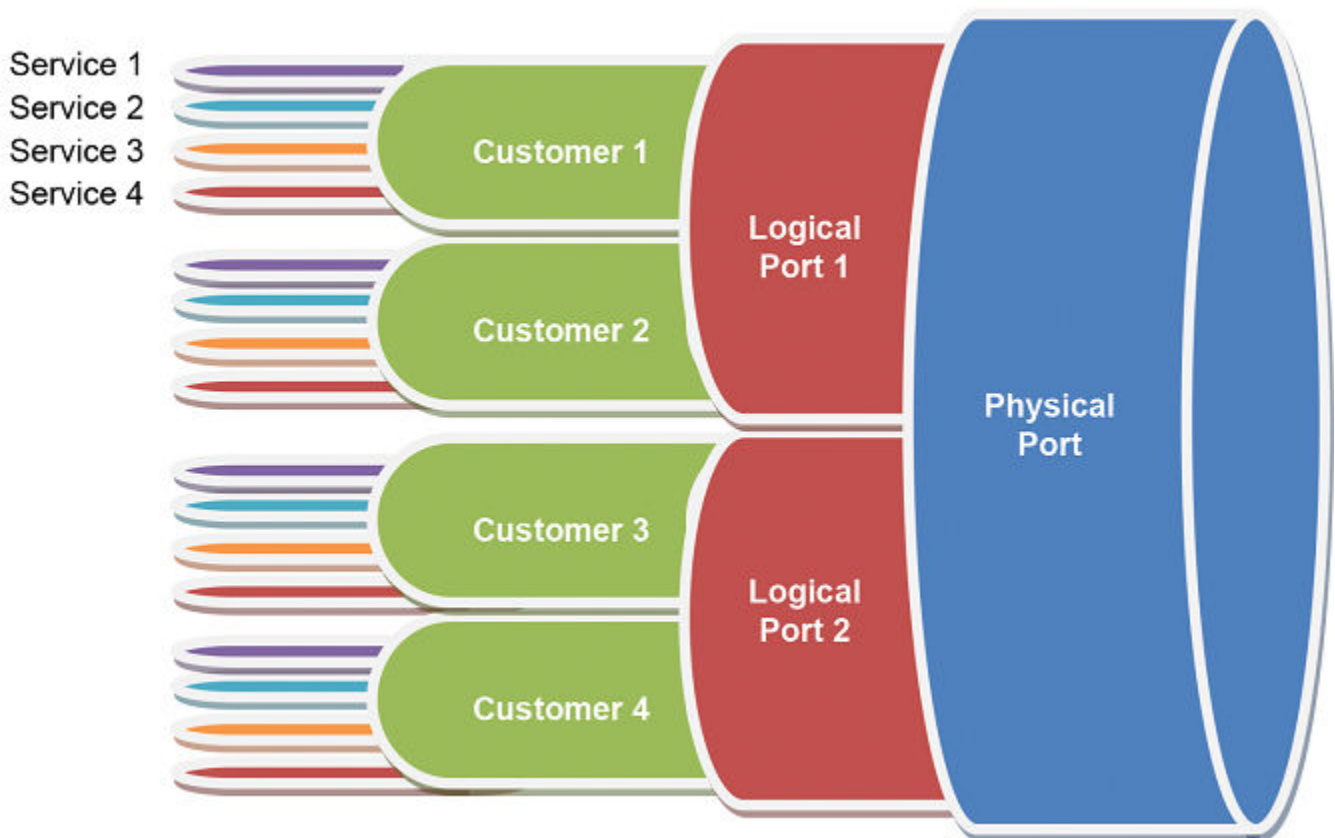 Service 1
Service 2
Service 3
Service 4
Customer 1
Customer 2
Customer 3
Customer 4
Logical
Port 1
Logical
Port 2
Physical
Port